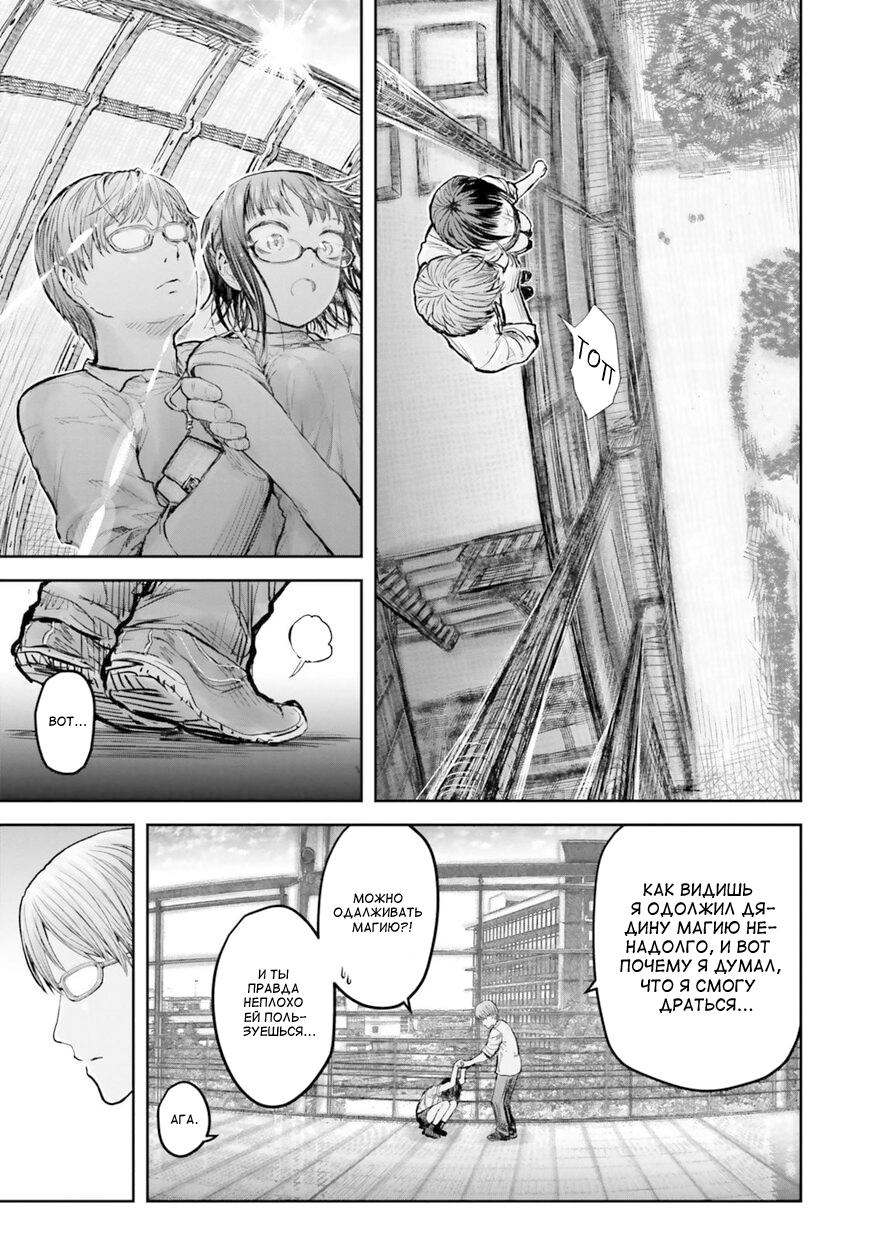 ТОП
ВОТ...
КАК ВИДИШЬ
Я ОДОЛЖИЛ ДЯ-
ДИНУ МАГИЮ НЕ-
НАДОЛГО, И ВОТ
ПОЧЕМУ Я ДУМАЛ,
ЧТО Я СМОГУ
ДРАТЬСЯ...
МОЖНО
ОДАЛЖИВАТЬ
МАГИЮ?!
И ТЫ
ПРАВДА
НЕПЛОХО
ЕЙ ПОЛЬ-
ЗУЕШЬСЯ...
АГА.